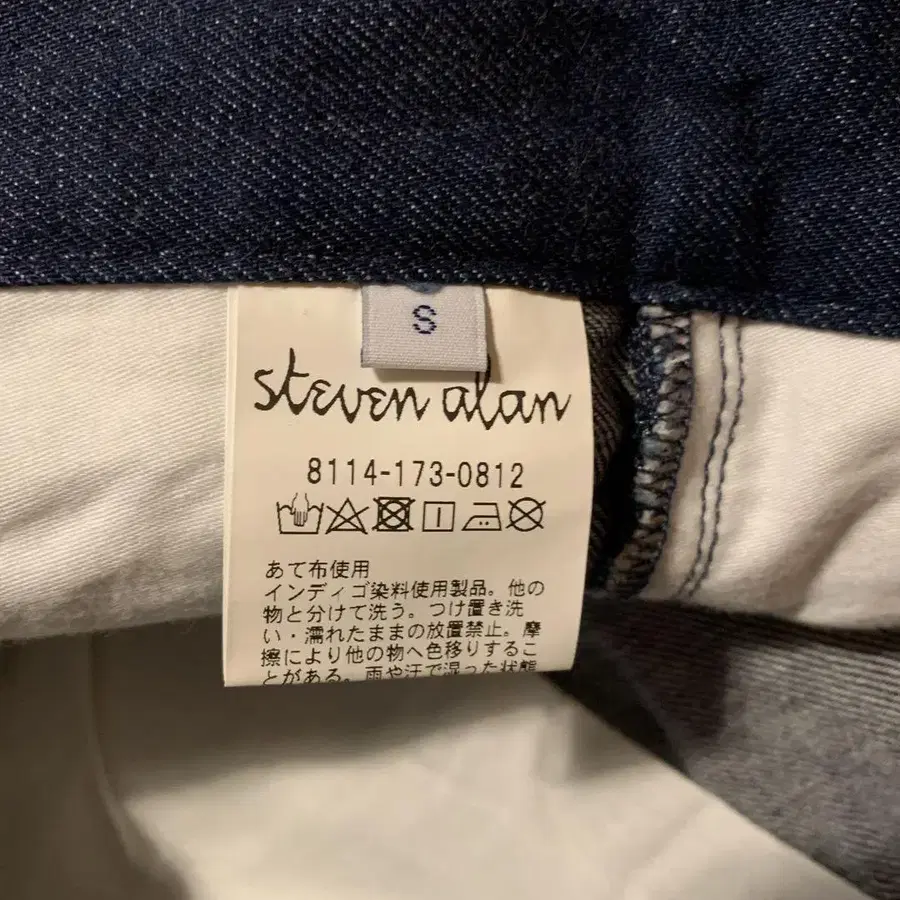 S
steven alan
8114-173-0812
あて布使用
インディゴ染料使用製品。他の
物と分けて洗う。つけ置き洗
い・濡れたままの放置禁止。摩
擦により他の物へ色移りするこ
とがある。雨や汗で湿った状態